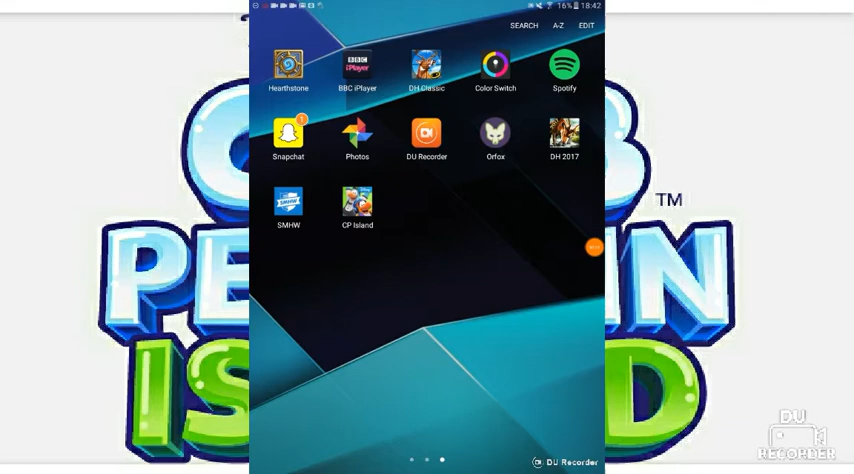 16% 18:42
SEARCH A-Z EDIT
Hearthstone BBC iPlayer DH Classic Color Switch Spotify
1
Snapchat Photos DU Recorder Orfox DH 2017
SMHW CP Island
TM
DU Recorder
DU
RECORDER